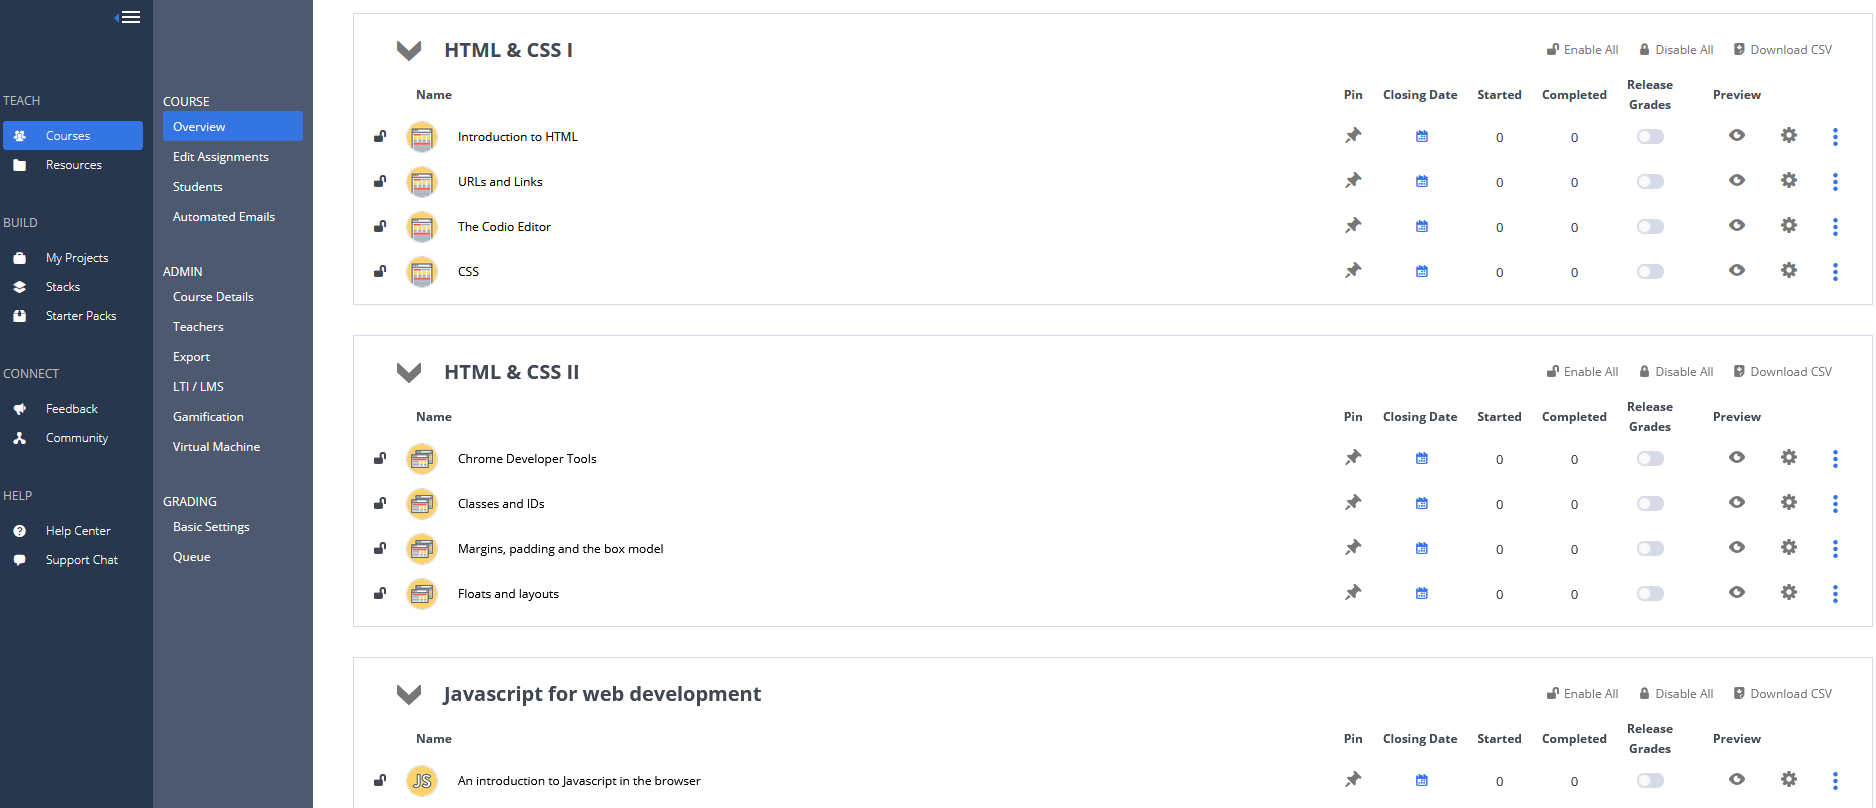 TEACH
Courses
Resources
BUILD
My Projects
Stacks
Starter Packs
CONNECT
Feedback
Community
HELP
Help Center
Support Chat
COURSE
Overview
Edit Assignments
Students
Automated Emails
ADMIN
Course Details
Teachers
Export
LTI / LMS
Gamification
Virtual Machine
GRADING
Basic Settings
Queue
HTML & CSS I Enable All Disable All Download CSV
Name Pin Closing Date Started Completed Release Grades Preview
Introduction to HTML 0 0
URLs and Links 0 0
The Codio Editor 0 0
CSS 0 0
HTML & CSS II Enable All Disable All Download CSV
Name Pin Closing Date Started Completed Release Grades Preview
Chrome Developer Tools 0 0
Classes and IDs 0 0
Margins, padding and the box model 0 0
Floats and layouts 0 0
Javascript for web development Enable All Disable All Download CSV
Name Pin Closing Date Started Completed Release Grades Preview
JS An introduction to Javascript in the browser 0 0